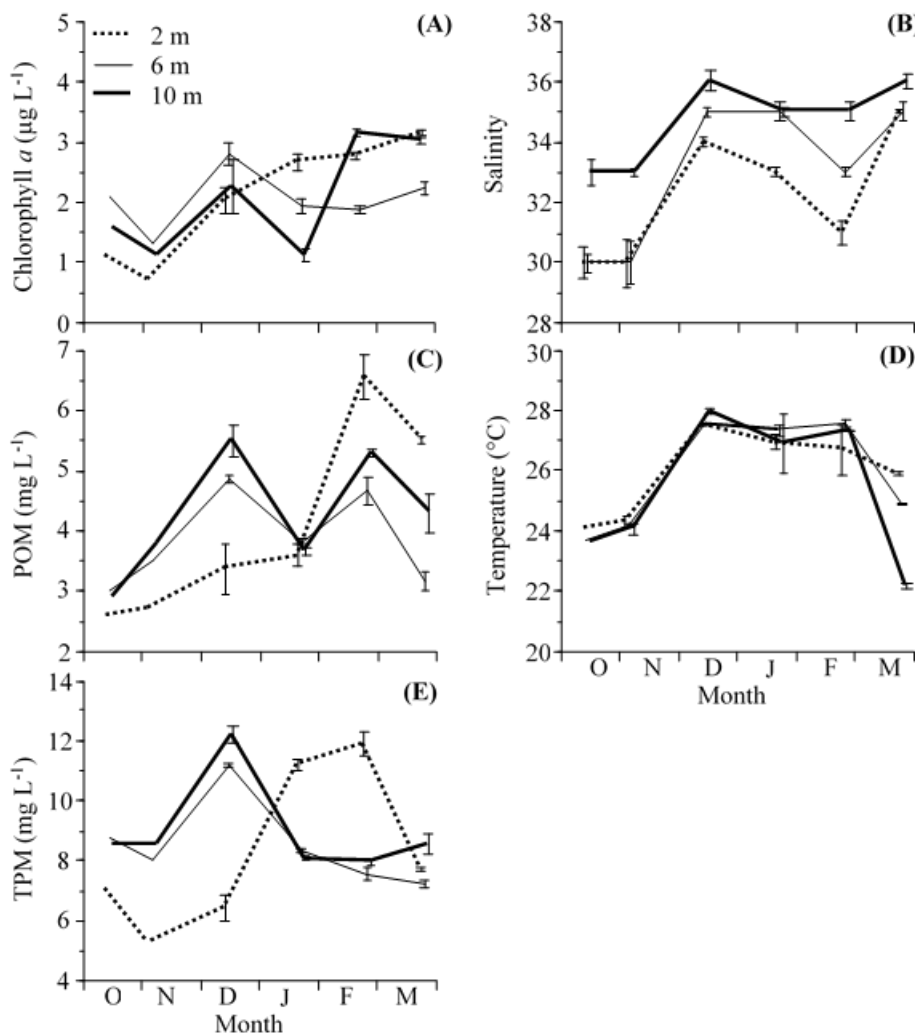 (A)
5
4
3
2
1
0
Chlorophyll a (µg L-1)
2 m
6 m
10 m
(B)
38
36
34
32
30
28
Salinity
(C)
7
6
5
4
3
2
POM (mg L-1)
(D)
30
28
26
24
22
20
Temperature (°C)
O N D J F M
Month
(E)
14
12
10
8
6
4
TPM (mg L-1)
O N D J F M
Month